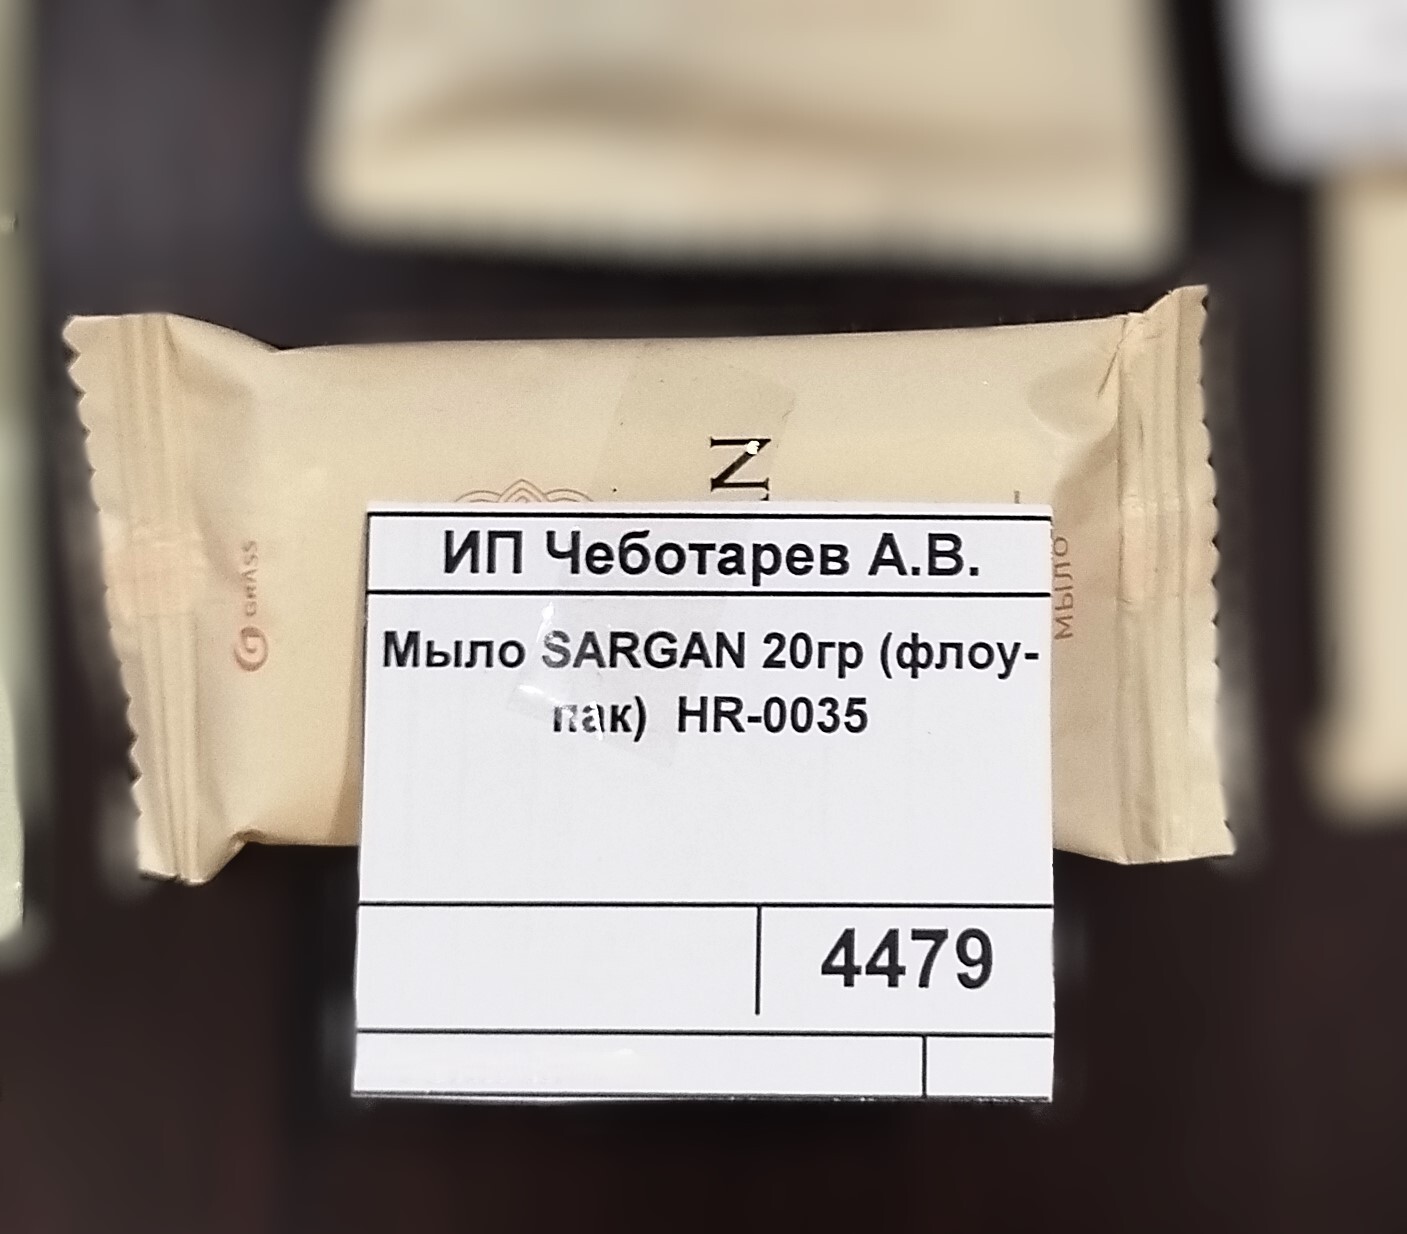 N
GRASS
МЫЛО
ИП Чеботарев А.В.
Мыло SARGAN 20гр (флоу-
пак) HR-0035
4479